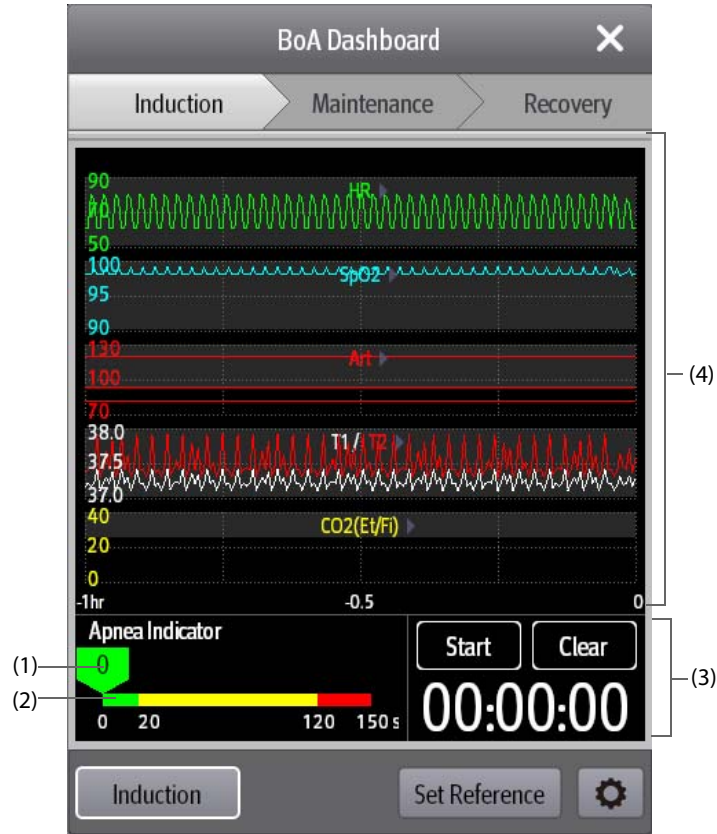 BoA Dashboard
Induction Maintenance Recovery
90
HR
70
50
100
SpO2
95
90
130
Art
100
70
38.0
T1 / T2
37.5
37.0
40
CO2(Et/Fi)
20
0
-1hr -0.5 0
(4)
Apnea Indicator
0
0 20 120 150 s
Start Clear
00:00:00
(1)
(2)
(3)
Induction Set Reference